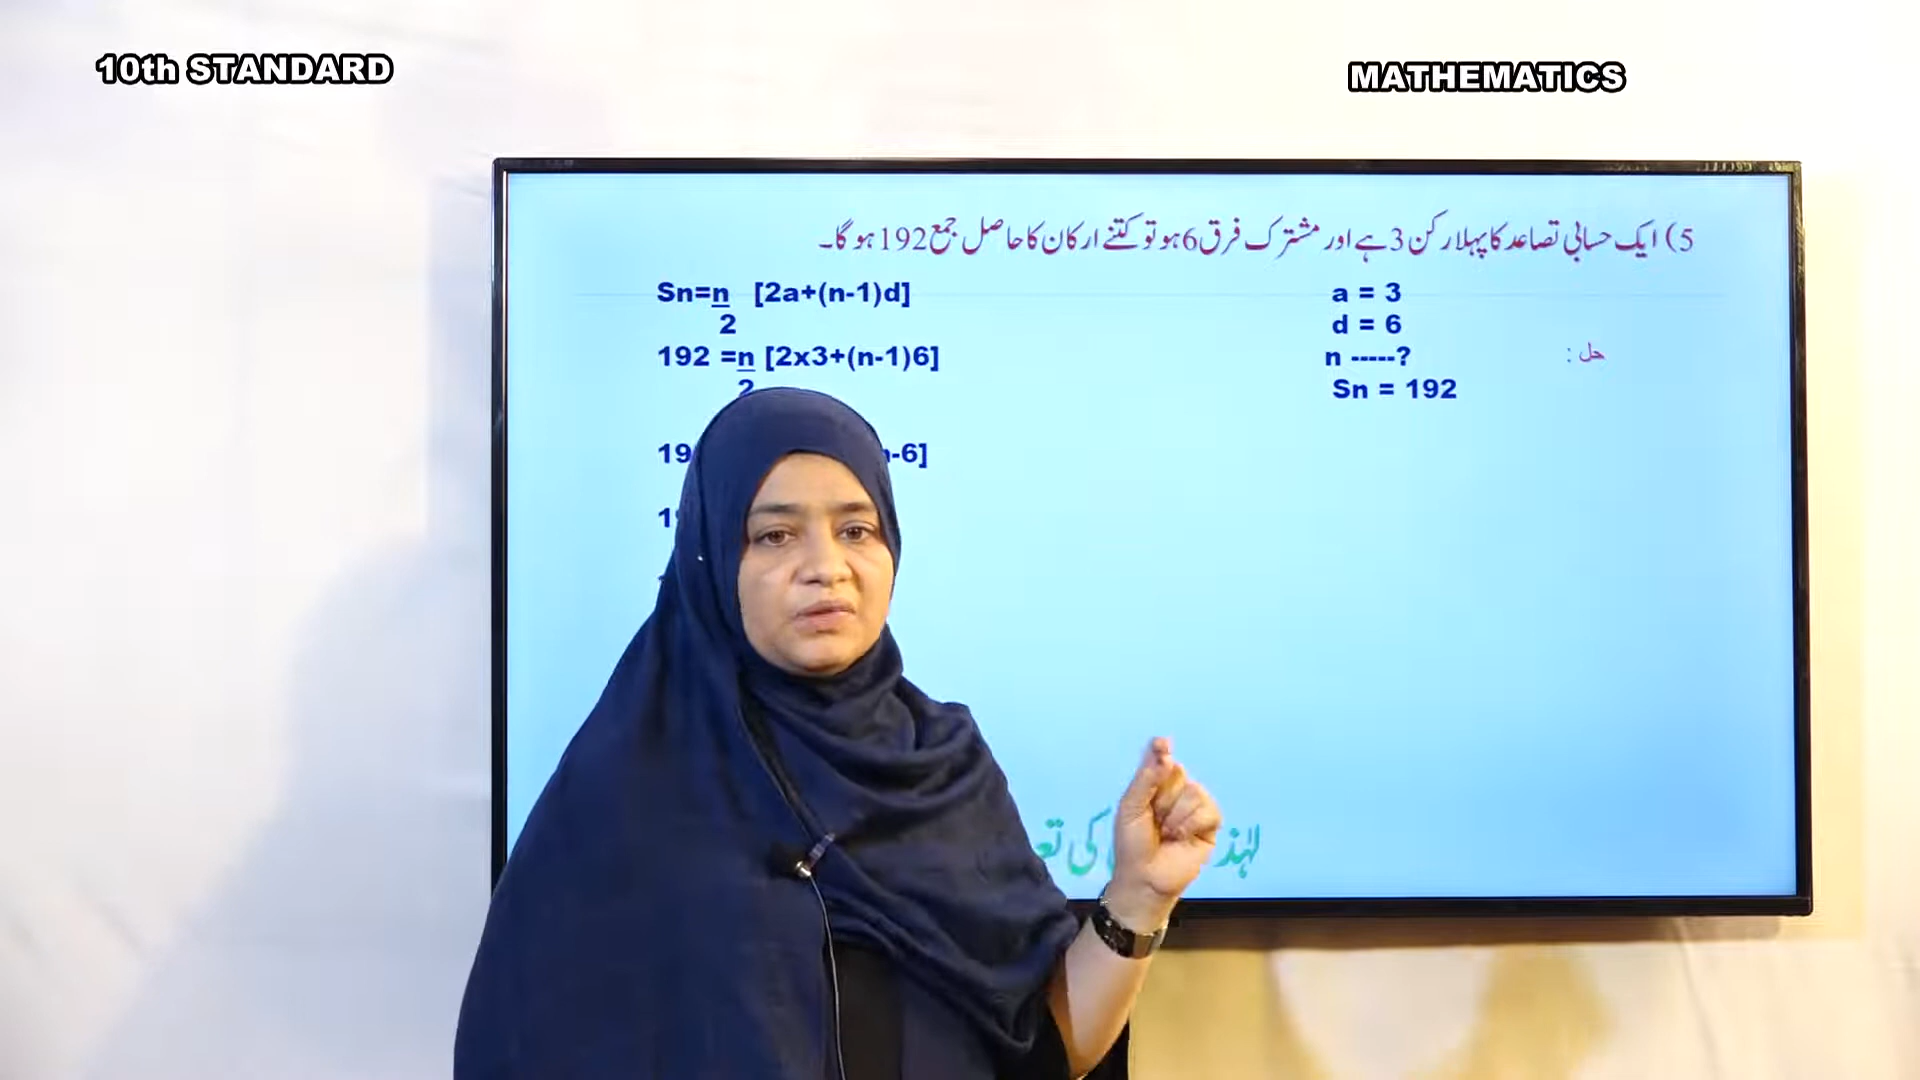 10th STANDARD
MATHEMATICS
5) ایک حسابی تصاعد کا پہلا رکن 3 ہے اور مشترک فرق 6 ہو تو کتنے ارکان کا حاصل جمع 192 ہو گا۔
Sn=n/2 [2a+(n-1)d]
a = 3
d = 6
192 =n/2 [2x3+(n-1)6]
n -----?
حل :
Sn = 192
-6]
کی